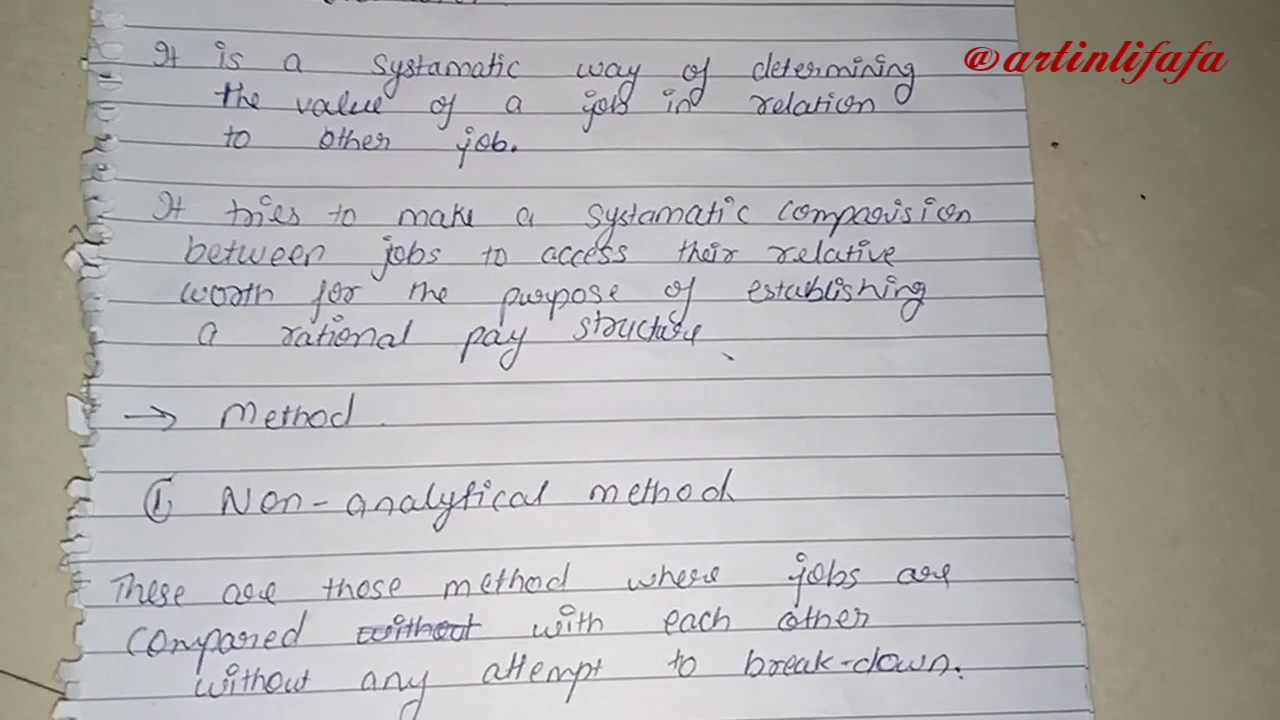 @artinlifafa
It is a systamatic way of determining
the value of a job in relation
to other job.
It tries to make a systamatic comparision
between jobs to access their relative
worth for the purpose of establishing
a rational pay structure
→ Method.
① Non-analytical method
These are those method where jobs are
compared without with each other
without any attempt to break-down.